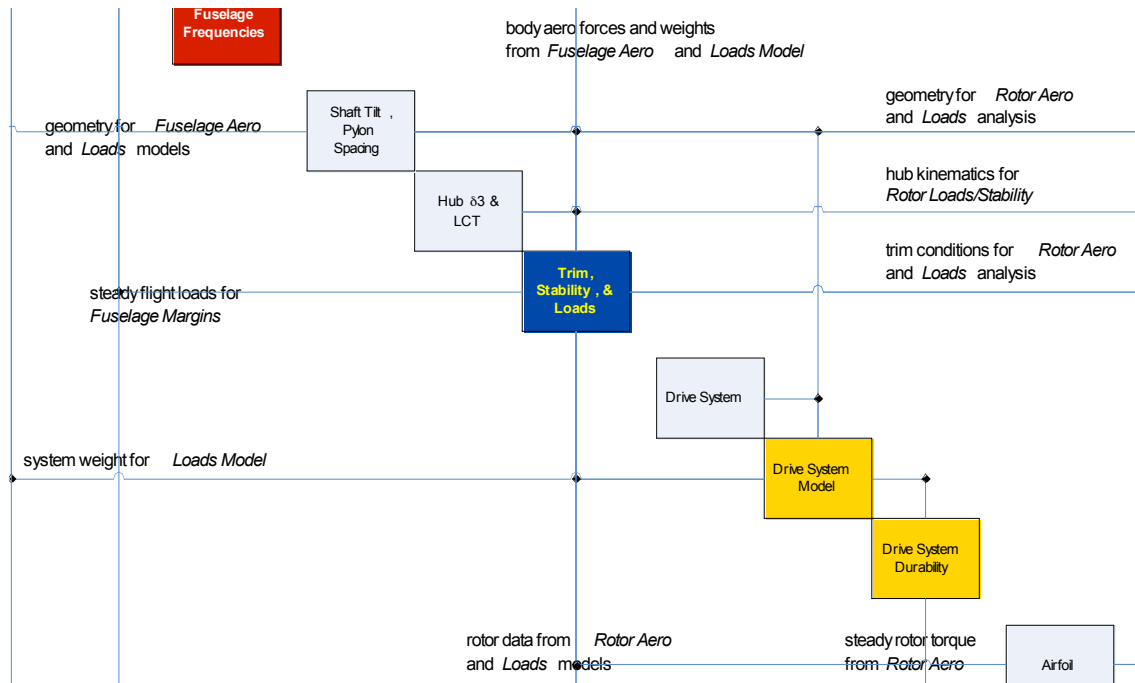 Fuselage
Frequencies
body aero forces and weights
from Fuselage Aero and Loads Model
Shaft Tilt ,
Pylon
Spacing
geometry for Fuselage Aero
and Loads models
geometry for Rotor Aero
and Loads analysis
Hub δ3 &
LCT
hub kinematics for
Rotor Loads/Stability
Trim ,
Stability , &
Loads
trim conditions for Rotor Aero
and Loads analysis
steady flight loads for
Fuselage Margins
Drive System
system weight for Loads Model
Drive System
Model
Drive System
Durability
rotor data from Rotor Aero
and Loads models
steady rotor torque
from Rotor Aero
Airfoil